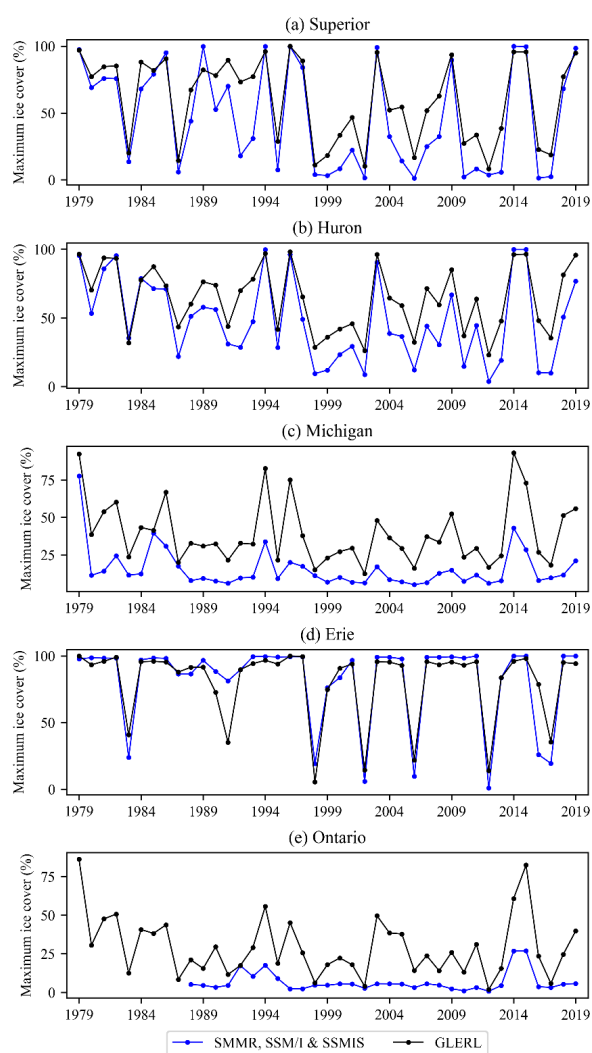 (a) Superior
Maximum ice cover (%)
100
50
0
1979 1984 1989 1994 1999 2004 2009 2014 2019
(b) Huron
Maximum ice cover (%)
100
50
0
1979 1984 1989 1994 1999 2004 2009 2014 2019
(c) Michigan
Maximum ice cover (%)
75
50
25
1979 1984 1989 1994 1999 2004 2009 2014 2019
(d) Erie
Maximum ice cover (%)
100
50
0
1979 1984 1989 1994 1999 2004 2009 2014 2019
(e) Ontario
Maximum ice cover (%)
75
50
25
0
1979 1984 1989 1994 1999 2004 2009 2014 2019
SMMR, SSM/I & SSMIS GLERL